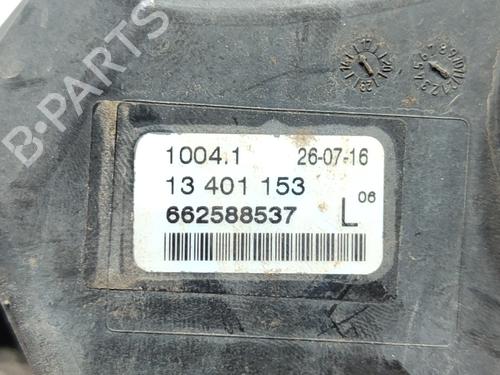 B-PARTS
1004.1 26-07-16
13 401 153
662588537 L 06